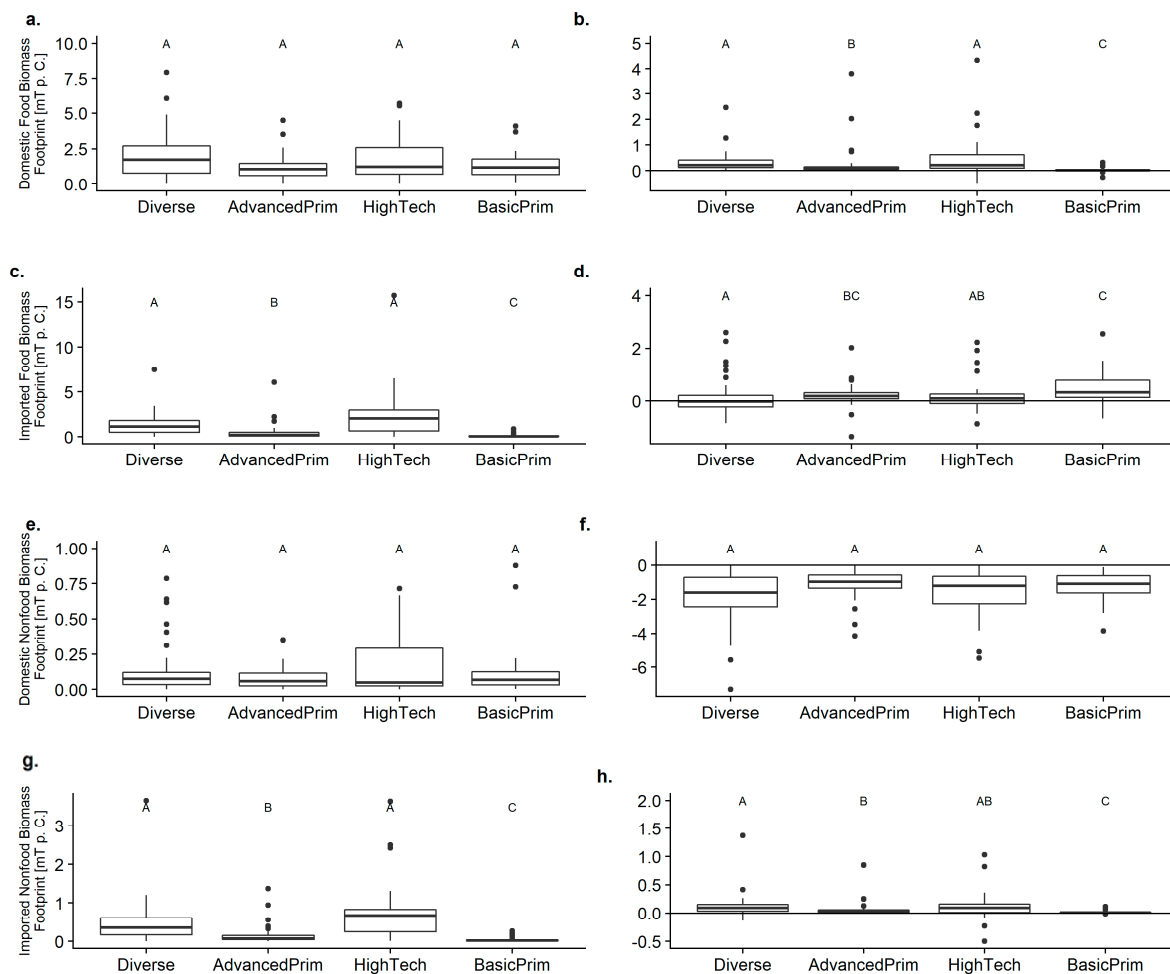 a.
Domestic Food Biomass
Footprint [mT p. C.]
10.0
7.5
5.0
2.5
0.0
A A A A
Diverse AdvancedPrim HighTech BasicPrim
b.
5
4
3
2
1
0
A B A C
Diverse AdvancedPrim HighTech BasicPrim
c.
Imported Food Biomass
Footprint [mT p. C.]
15
10
5
0
A B A C
Diverse AdvancedPrim HighTech BasicPrim
d.
4
2
0
A BC AB C
Diverse AdvancedPrim HighTech BasicPrim
e.
Domestic Nonfood Biomass
Footprint [mT p. C.]
1.00
0.75
0.50
0.25
0.00
A A A A
Diverse AdvancedPrim HighTech BasicPrim
f.
0
-2
-4
-6
A A A A
Diverse AdvancedPrim HighTech BasicPrim
g.
Imporred Nonfood Biomass
Footprint [mT p. C.]
3
2
1
0
A B A C
Diverse AdvancedPrim HighTech BasicPrim
h.
2.0
1.5
1.0
0.5
0.0
-0.5
A B AB C
Diverse AdvancedPrim HighTech BasicPrim